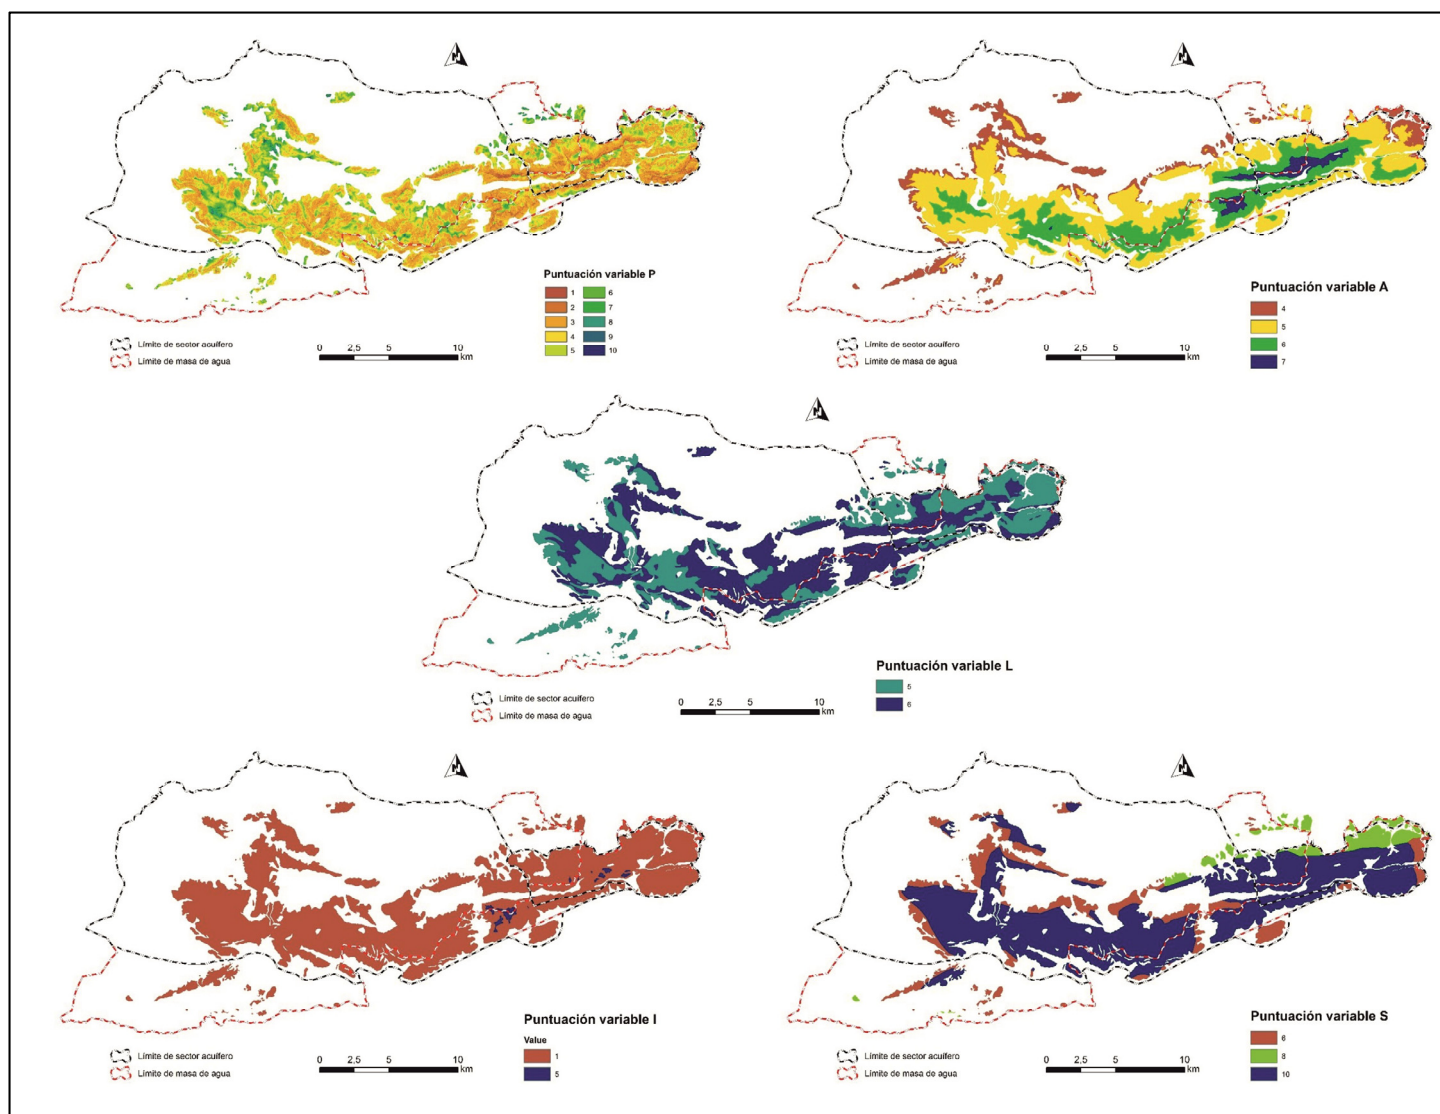 N
N
Puntuación variable P
1 6
2 7
3 8
4 9
5 10
Límite de sector acuífero
Límite de masa de agua
0 2,5 5 10
km
Puntuación variable A
4
5
6
7
Límite de sector acuífero
Límite de masa de agua
0 2,5 5 10
km
N
Puntuación variable L
5
6
Límite de sector acuífero
Límite de masa de agua
0 2,5 5 10
km
N
N
Puntuación variable I
Value
1
5
Límite de sector acuífero
Límite de masa de agua
0 2,5 5 10
km
Puntuación variable S
6
8
10
Límite de sector acuífero
Límite de masa de agua
0 2,5 5 10
km